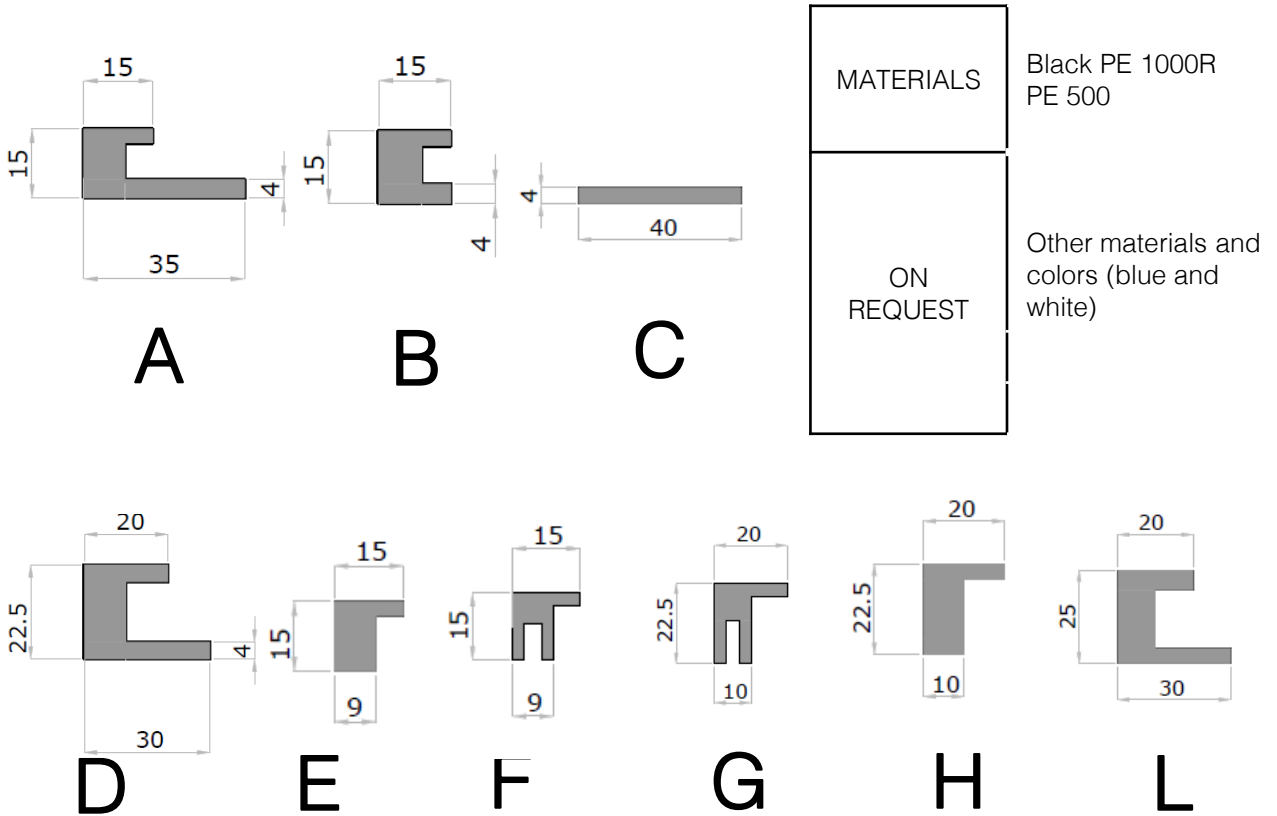 15
15
4
35
A
15
15
4
B
4
40
C
MATERIALS
Black PE 1000R
PE 500
ON
REQUEST
Other materials and
colors (blue and
white)
20
22.5
4
30
D
15
15
9
E
15
15
9
F
20
22.5
10
G
20
22.5
10
H
20
25
30
L